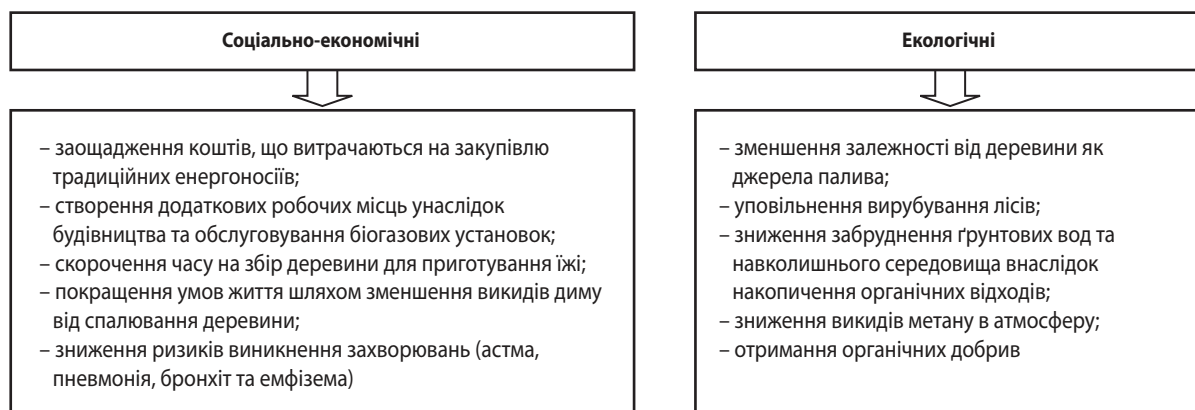 Соціально-економічні
– заощадження коштів, що витрачаються на закупівлю
традиційних енергоносіїв;
– створення додаткових робочих місць унаслідок
будівництва та обслуговування біогазових установок;
– скорочення часу на збір деревини для приготування їжі;
– покращення умов життя шляхом зменшення викидів диму
від спалювання деревини;
– зниження ризиків виникнення захворювань (астма,
пневмонія, бронхіт та емфізема)
Екологічні
– зменшення залежності від деревини як
джерела палива;
– уповільнення вирубування лісів;
– зниження забруднення ґрунтових вод та
навколишнього середовища внаслідок
накопичення органічних відходів;
– зниження викидів метану в атмосферу;
– отримання органічних добрив